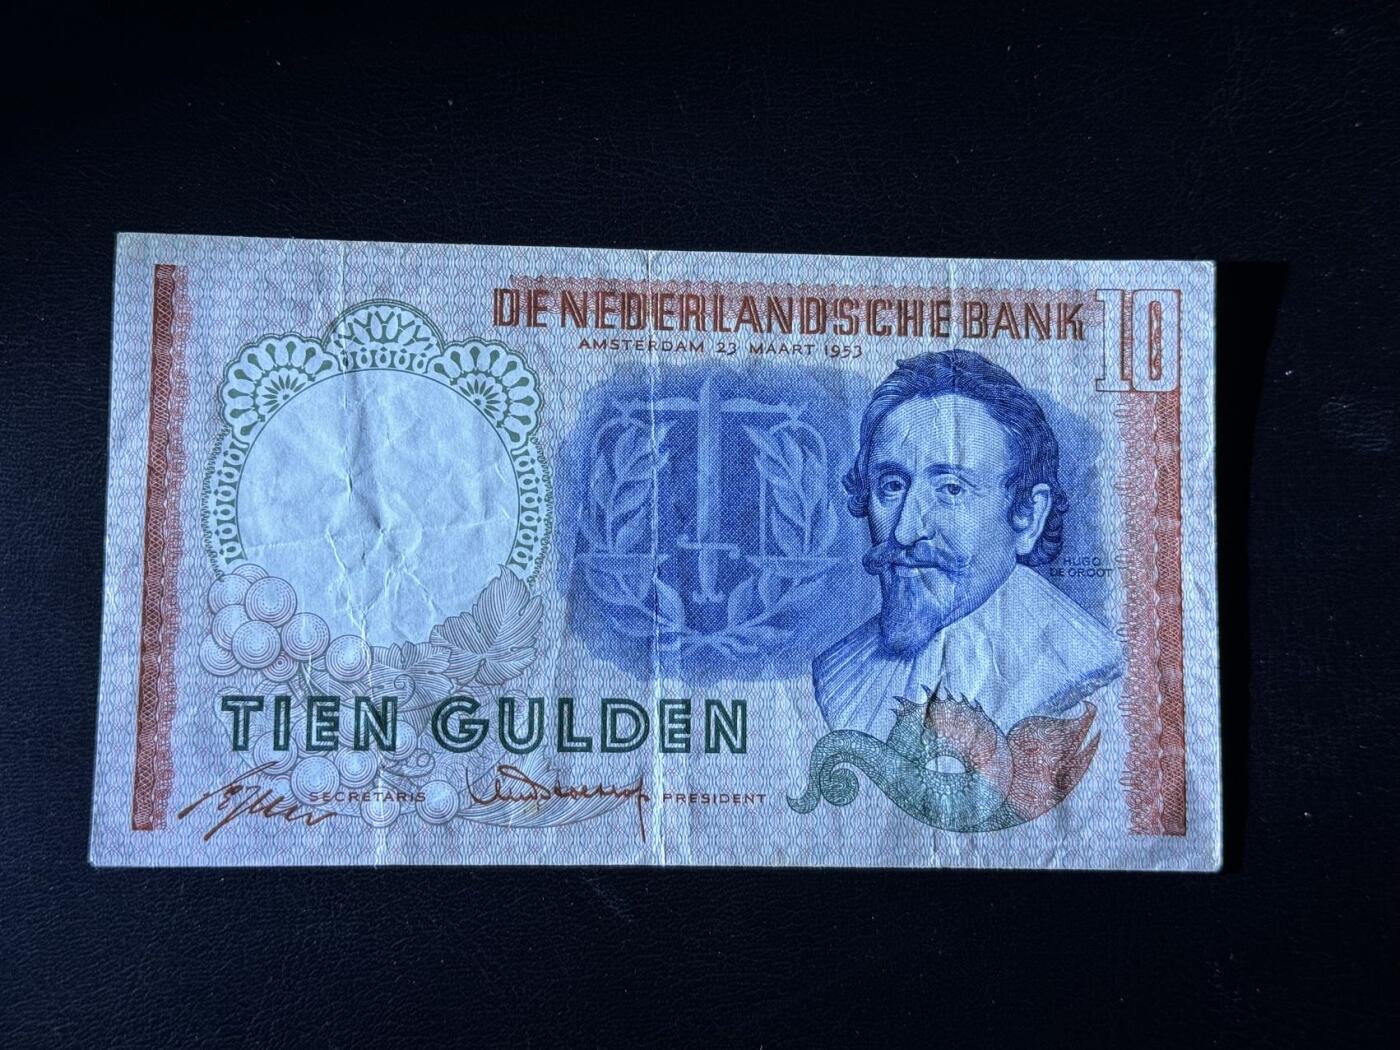 DE NEDERLANDSCHE BANK 10
AMSTERDAM 23 MAART 1953
HUGO
DE GROOT
TIEN GULDEN
SECRETARIS PRESIDENT